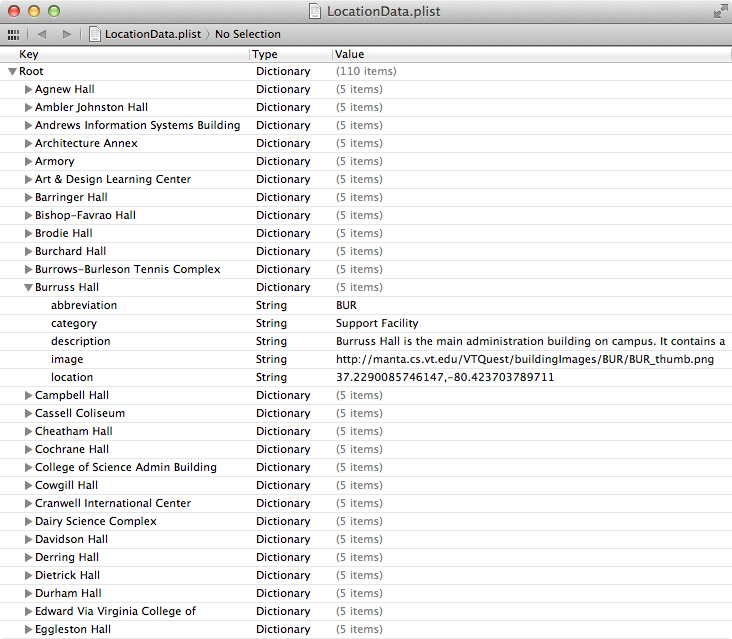 LocationData.plist
LocationData.plist 〉 No Selection
Key Type Value
Root Dictionary (110 items)
Agnew Hall Dictionary (5 items)
Ambler Johnston Hall Dictionary (5 items)
Andrews Information Systems Building Dictionary (5 items)
Architecture Annex Dictionary (5 items)
Armory Dictionary (5 items)
Art & Design Learning Center Dictionary (5 items)
Barringer Hall Dictionary (5 items)
Bishop-Favrao Hall Dictionary (5 items)
Brodie Hall Dictionary (5 items)
Burchard Hall Dictionary (5 items)
Burrows-Burleson Tennis Complex Dictionary (5 items)
Burruss Hall Dictionary (5 items)
abbreviation String BUR
category String Support Facility
description String Burruss Hall is the main administration building on campus. It contains a
image String http://manta.cs.vt.edu/VTQuest/buildingImages/BUR/BUR_thumb.png
location String 37.2290085746147,-80.423703789711
Campbell Hall Dictionary (5 items)
Cassell Coliseum Dictionary (5 items)
Cheatham Hall Dictionary (5 items)
Cochrane Hall Dictionary (5 items)
College of Science Admin Building Dictionary (5 items)
Cowgill Hall Dictionary (5 items)
Cranwell International Center Dictionary (5 items)
Dairy Science Complex Dictionary (5 items)
Davidson Hall Dictionary (5 items)
Derring Hall Dictionary (5 items)
Dietrick Hall Dictionary (5 items)
Durham Hall Dictionary (5 items)
Edward Via Virginia College of Dictionary (5 items)
Eggleston Hall Dictionary (5 items)